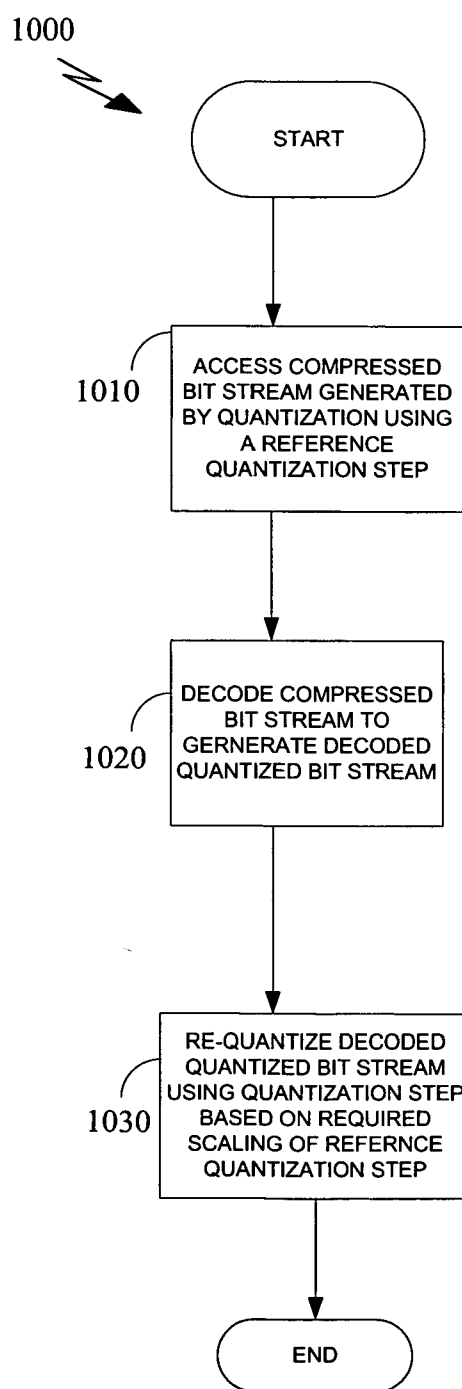 1000
START
1010
ACCESS COMPRESSED
BIT STREAM GENERATED
BY QUANTIZATION USING
A REFERENCE
QUANTIZATION STEP
1020
DECODE COMPRESSED
BIT STREAM TO
GERNERATE DECODED
QUANTIZED BIT STREAM
1030
RE-QUANTIZE DECODED
QUANTIZED BIT STREAM
USING QUANTIZATION STEP
BASED ON REQUIRED
SCALING OF REFERNCE
QUANTIZATION STEP
END